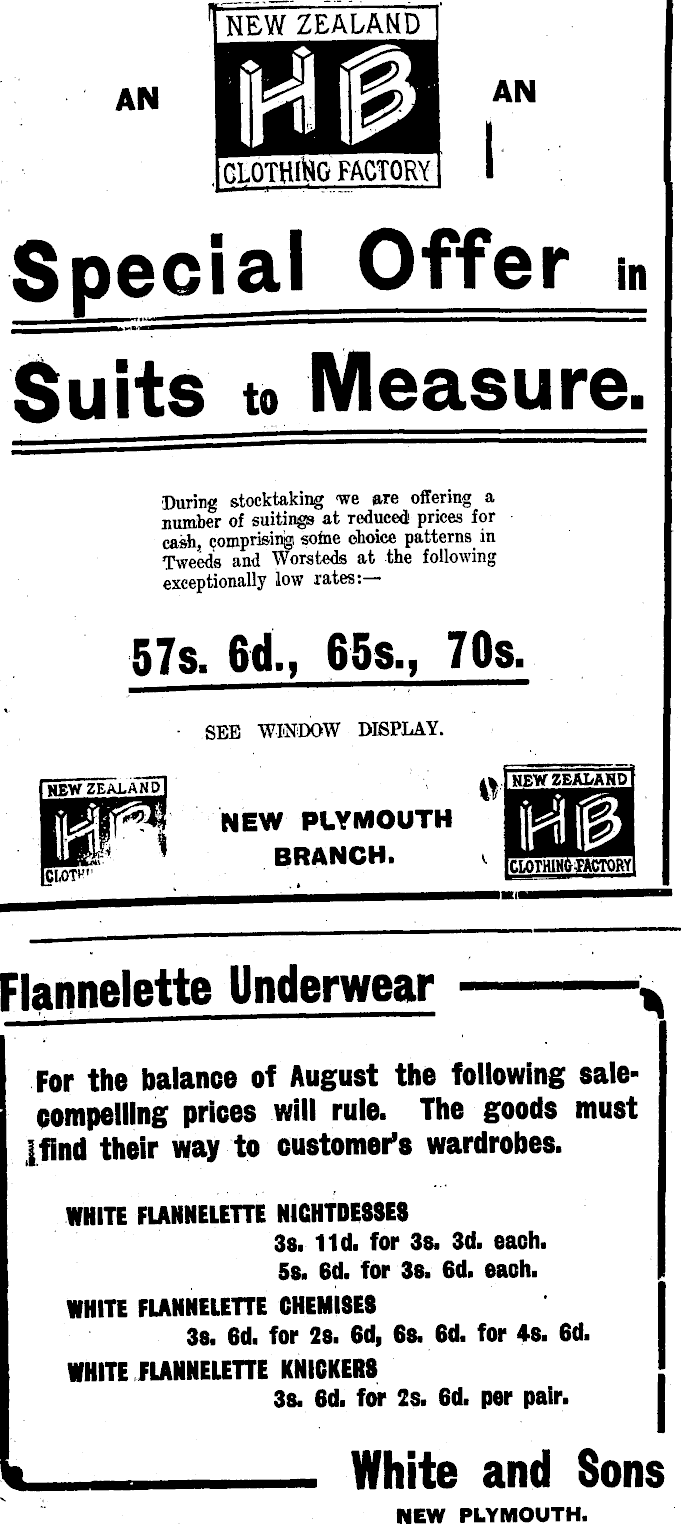 NEW ZEALAND
AN HB AN
CLOTHING FACTORY
Special Offer in
Suits to Measure.
During stocktaking we are offering a
number of suitings at reduced prices for
cash, comprising some choice patterns in
Tweeds and Worsteds at the following
exceptionally low rates:—
57s. 6d., 65s., 70s.
SEE WINDOW DISPLAY.
NEW ZEALAND
HB
CLOTH
NEW PLYMOUTH
BRANCH.
NEW ZEALAND
HB
CLOTHING FACTORY
Flannelette Underwear
For the balance of August the following sale-
compelling prices will rule. The goods must
find their way to customer's wardrobes.
WHITE FLANNELETTE NIGHTDESSES
3s. 11d. for 3s. 3d. each.
5s. 6d. for 3s. 6d. each.
WHITE FLANNELETTE CHEMISES
3s. 6d. for 2s. 6d, 6s. 6d. for 4s. 6d.
WHITE FLANNELETTE KNICKERS
3s. 6d. for 2s. 6d. per pair.
White and Sons
NEW PLYMOUTH.